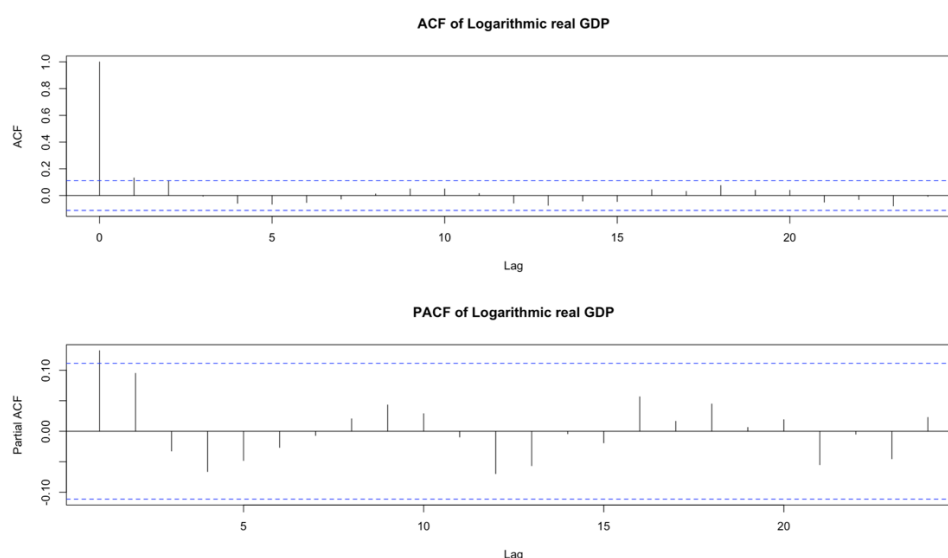 ACF of Logarithmic real GDP
ACF
1.0
0.8
0.6
0.4
0.2
0.0
0 5 10 15 20
Lag
PACF of Logarithmic real GDP
Partial ACF
0.10
0.00
-0.10
5 10 15 20
Lag